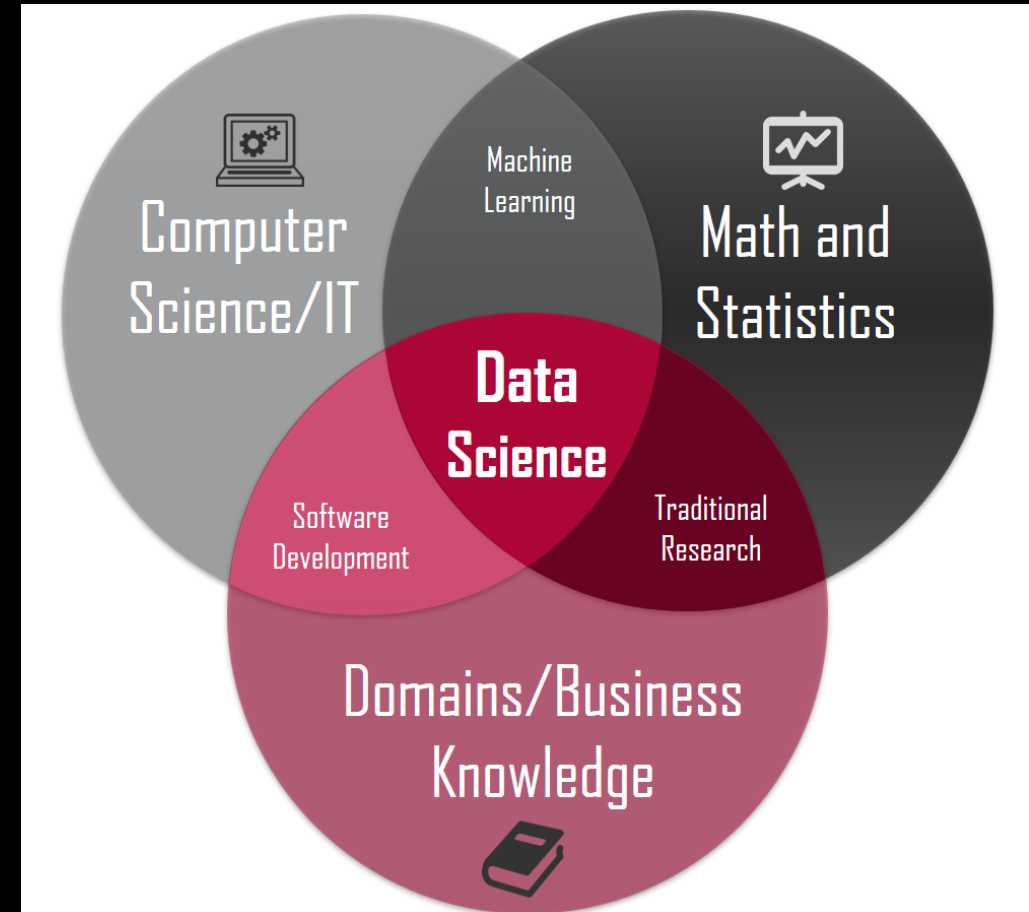 Machine
Learning
Computer
Science/IT
Math and
Statistics
Data
Science
Software
Development
Traditional
Research
Domains/Business
Knowledge